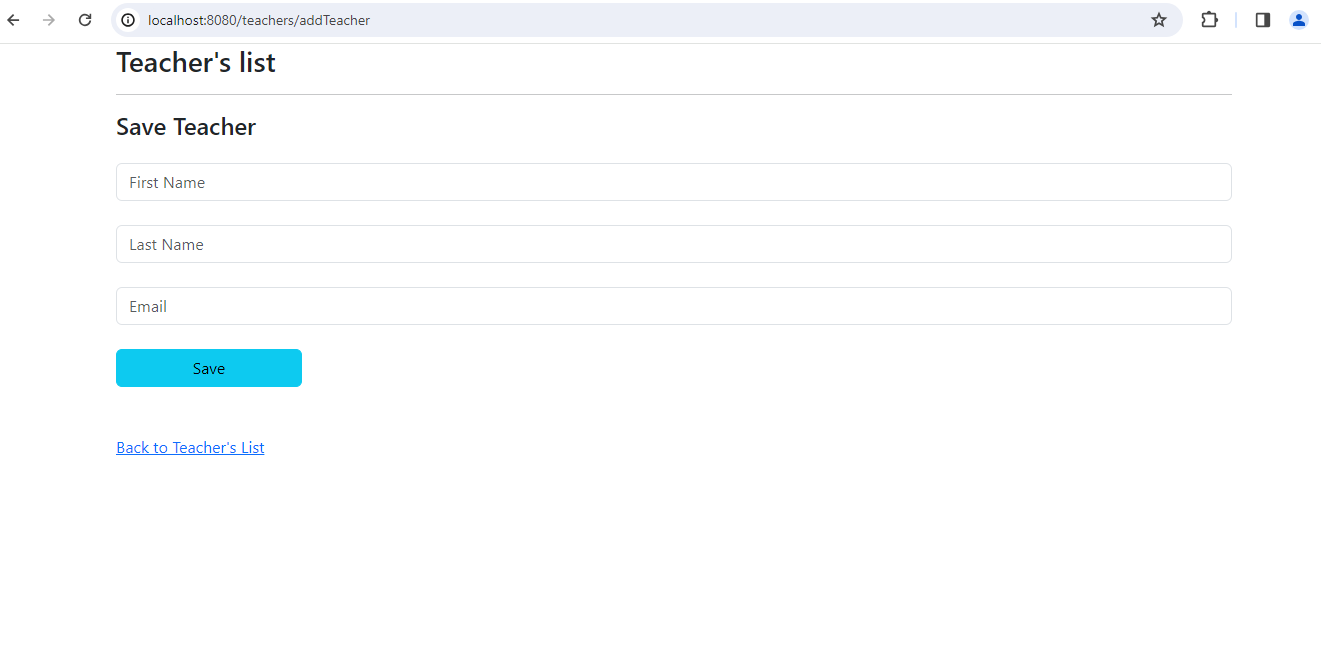 localhost:8080/teachers/addTeacher
Teacher's list
Save Teacher
First Name
Last Name
Email
Save
Back to Teacher's List